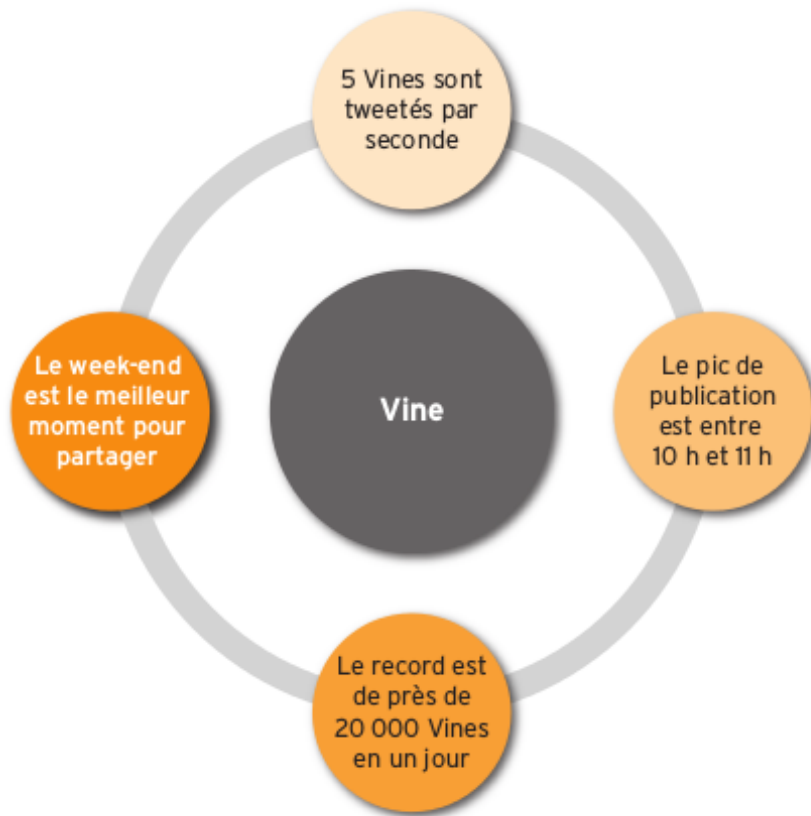 5 Vines sont
tweetés par
seconde
Le week-end
est le meilleur
moment pour
partager
Vine
Le pic de
publication
est entre
10 h et 11 h
Le record est
de près de
20 000 Vines
en un jour